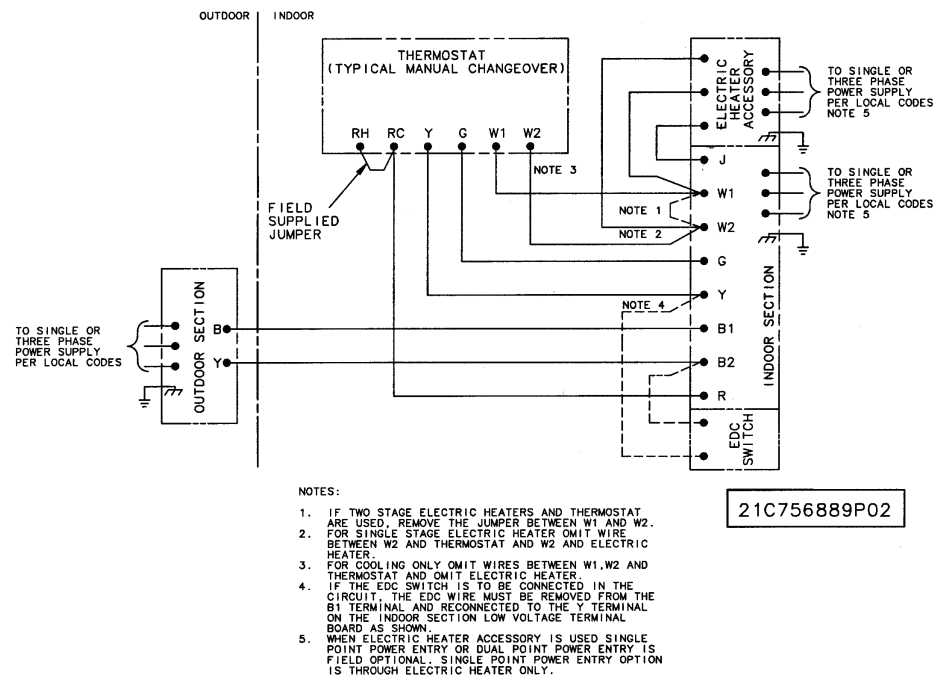 OUTDOOR INDOOR
THERMOSTAT
(TYPICAL MANUAL CHANGEOVER)
RH RC Y G W1 W2
NOTE 3
FIELD
SUPPLIED
JUMPER
ELECTRIC
HEATER
ACCESSORY
TO SINGLE OR
THREE PHASE
POWER SUPPLY
PER LOCAL CODES
NOTE 5
J
W1
NOTE 1
W2
NOTE 2
G
Y
NOTE 4
B1
B2
R
INDOOR SECTION
TO SINGLE OR
THREE PHASE
POWER SUPPLY
PER LOCAL CODES
NOTE 5
EDC
SWITCH
TO SINGLE OR
THREE PHASE
POWER SUPPLY
PER LOCAL CODES
OUTDOOR SECTION
B
Y
21C756889P02
NOTES:
1. IF TWO STAGE ELECTRIC HEATERS AND THERMOSTAT
ARE USED, REMOVE THE JUMPER BETWEEN W1 AND W2.
2. FOR SINGLE STAGE ELECTRIC HEATER OMIT WIRE
BETWEEN W2 AND THERMOSTAT AND W2 AND ELECTRIC
HEATER.
3. FOR COOLING ONLY OMIT WIRES BETWEEN W1,W2 AND
THERMOSTAT AND OMIT ELECTRIC HEATER.
4. IF THE EDC SWITCH IS TO BE CONNECTED IN THE
CIRCUIT, THE EDC WIRE MUST BE REMOVED FROM THE
B1 TERMINAL AND RECONNECTED TO THE Y TERMINAL
ON THE INDOOR SECTION LOW VOLTAGE TERMINAL
BOARD AS SHOWN.
5. WHEN ELECTRIC HEATER ACCESSORY IS USED SINGLE
POINT POWER ENTRY OR DUAL POINT POWER ENTRY IS
FIELD OPTIONAL. SINGLE POINT POWER ENTRY OPTION
IS THROUGH ELECTRIC HEATER ONLY.